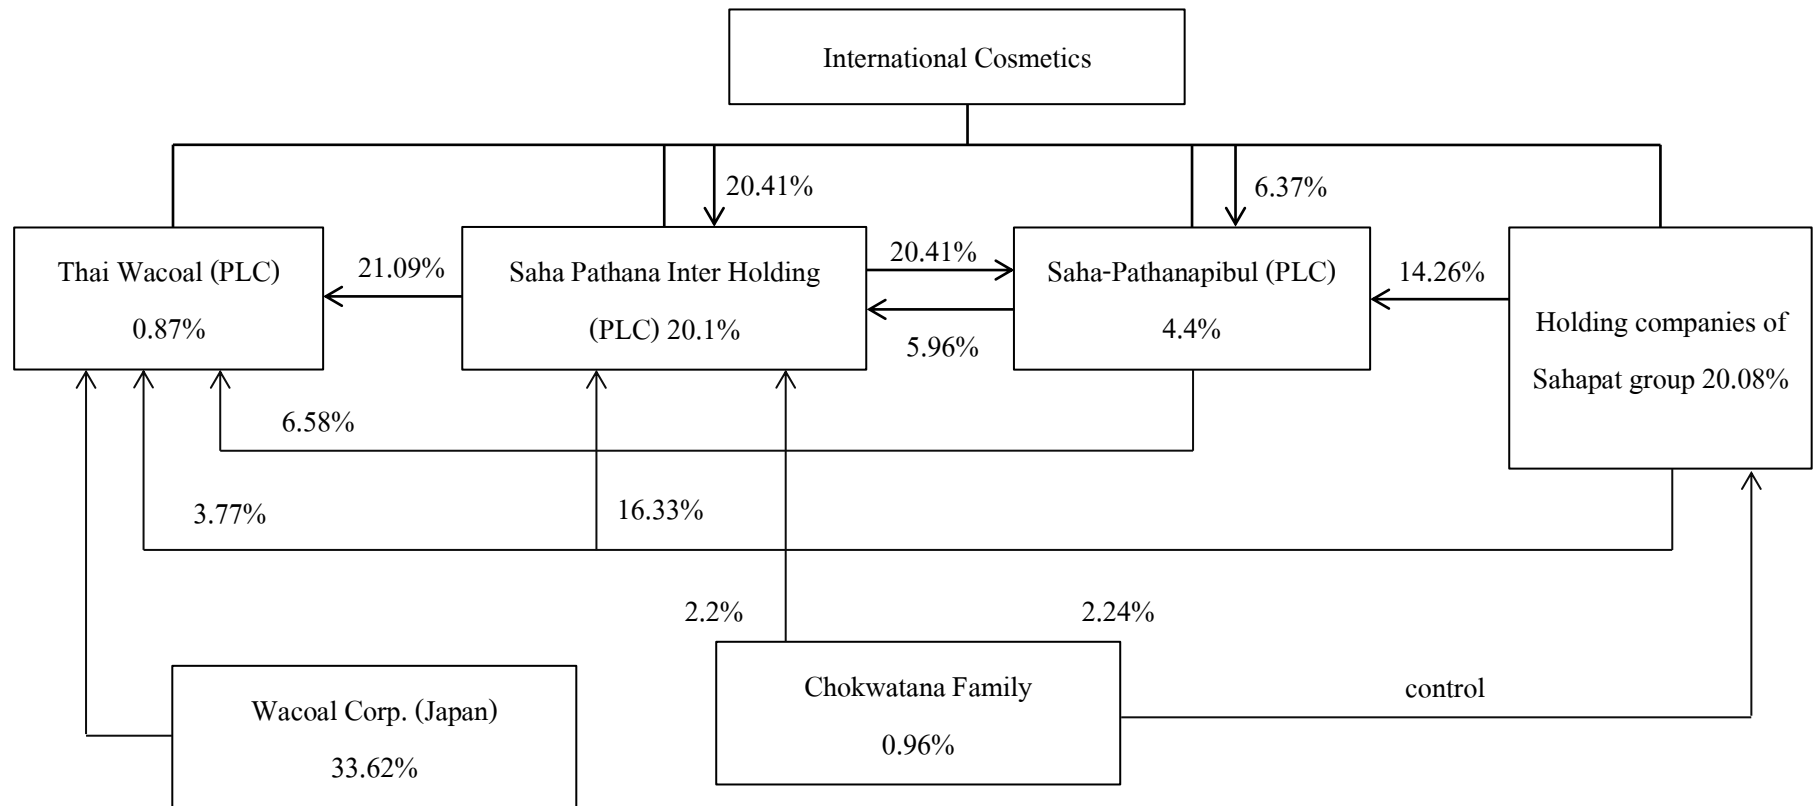 International Cosmetics
20.41%
6.37%
Thai Wacoal (PLC)
0.87%
21.09%
Saha Pathana Inter Holding
(PLC) 20.1%
20.41%
5.96%
Saha-Pathanapibul (PLC)
4.4%
14.26%
Holding companies of
Sahapat group 20.08%
6.58%
3.77%
16.33%
2.2%
2.24%
Chokwatana Family
0.96%
control
Wacoal Corp. (Japan)
33.62%